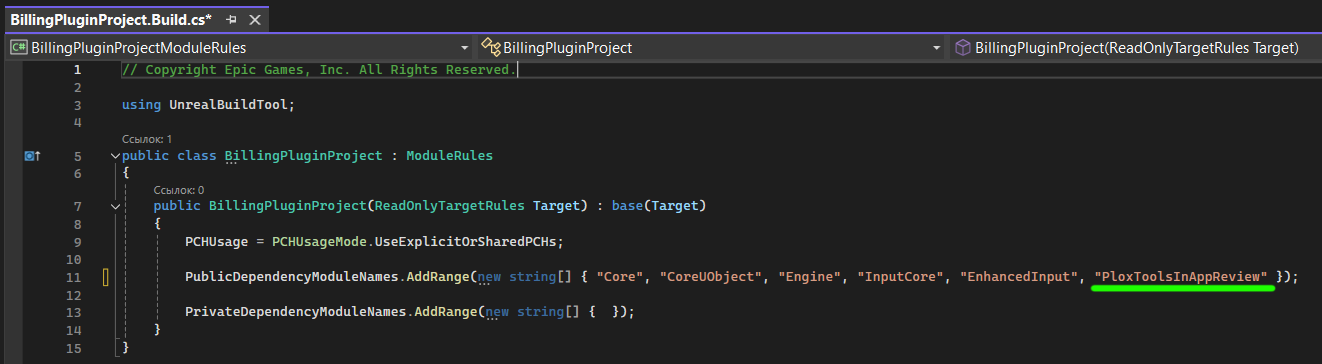 BillingPluginProject.Build.cs*
BillingPluginProjectModuleRules BillingPluginProject BillingPluginProject(ReadOnlyTargetRules Target)
1 // Copyright Epic Games, Inc. All Rights Reserved.
2
3 using UnrealBuildTool;
4
Ссылок: 1
5 public class BillingPluginProject : ModuleRules
6 {
Ссылок: 0
7 public BillingPluginProject(ReadOnlyTargetRules Target) : base(Target)
8 {
9 PCHUsage = PCHUsageMode.UseExplicitOrSharedPCHs;
10
11 PublicDependencyModuleNames.AddRange(new string[] { "Core", "CoreUObject", "Engine", "InputCore", "EnhancedInput", "PloxToolsInAppReview" });
12
13 PrivateDependencyModuleNames.AddRange(new string[] {  });
14 }
15 }